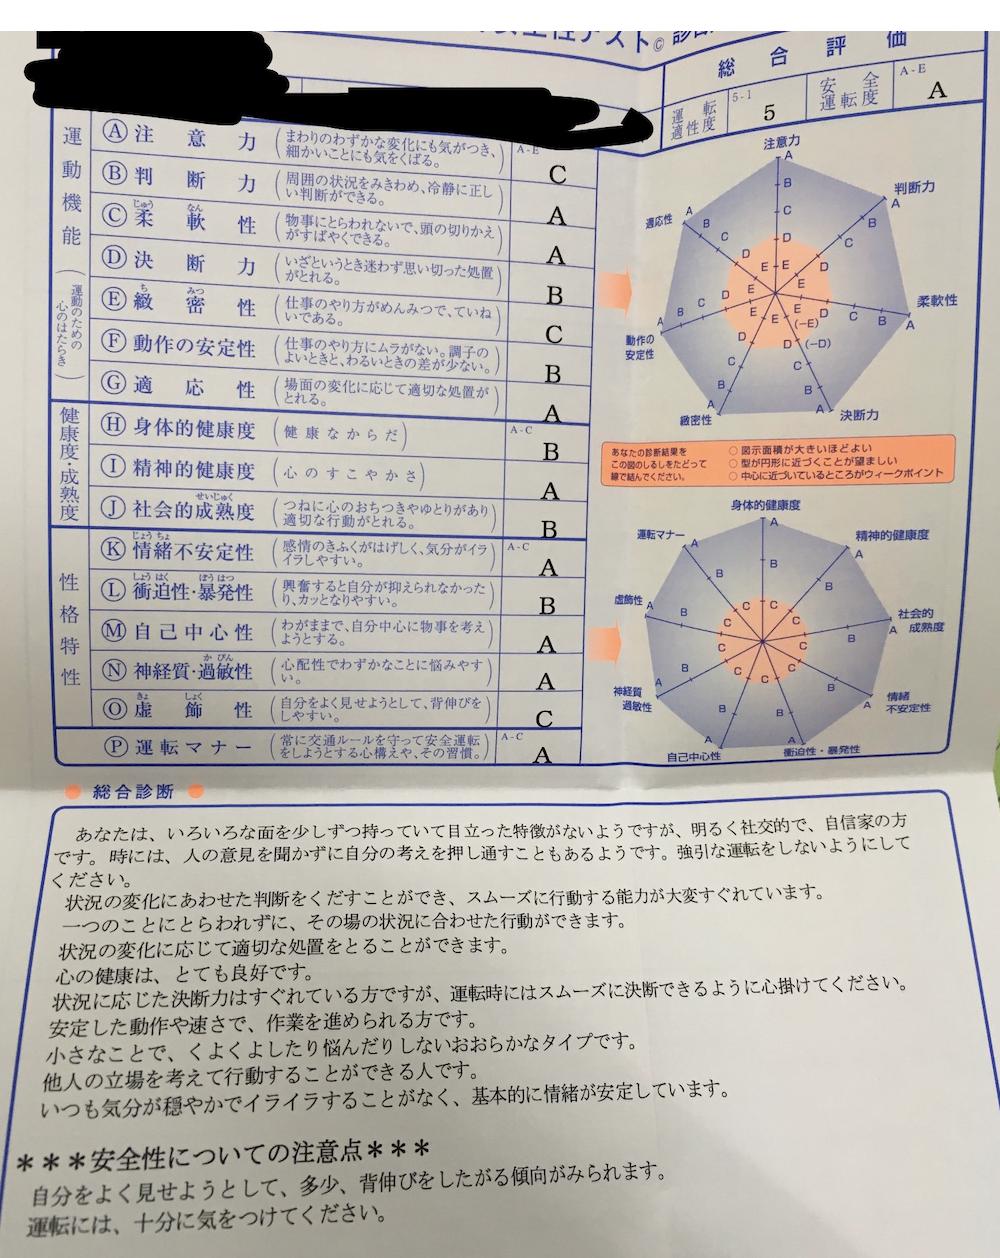 テスト© 診
総合評価
運転適性度 5-1 5
安全運転度 A-E A
運動機能（運動のための心のはたらき）
A-E
Ⓐ 注意力 （まわりのわずかな変化にも気がつき、細かいことにも気をくばる。） C
Ⓑ 判断力 （周囲の状況をみきわめ、冷静に正しい判断ができる。） A
Ⓒ 柔軟性 じゅう なん （物事にとらわれないで、頭の切りかえがすばやくできる。） A
Ⓓ 決断力 （いざというとき迷わず思い切った処置がとれる。） B
Ⓔ 緻密性 ち みつ （仕事のやり方がめんみつで、ていねいである。） C
Ⓕ 動作の安定性 （仕事のやり方にムラがない。調子のよいときと、わるいときの差が少ない。） B
Ⓖ 適応性 （場面の変化に応じて適切な処置がとれる。） A
健康度・成熟度
A-C
Ⓗ 身体的健康度 （健康なからだ） B
Ⓘ 精神的健康度 （心のすこやかさ） A
Ⓙ 社会的成熟度 せいじゅく （つねに心のおちつきやゆとりがあり適切な行動がとれる。） B
性格特性
A-C
Ⓚ 情緒不安定性 じょうちょ （感情のきふくがはげしく、気分がイライラしやすい。） A
Ⓛ 衝迫性・暴発性 しょうはく ぼうはつ （興奮すると自分が抑えられなかったり、カッとなりやすい。） B
Ⓜ 自己中心性 （わがままで、自分中心に物事を考えようとする。） A
Ⓝ 神経質・過敏性 か びん （心配性でわずかなことに悩みやすい。） A
Ⓞ 虚飾性 きょ しょく （自分をよく見せようとして、背伸びをしやすい。） C
A-C
Ⓟ 運転マナー （常に交通ルールを守って安全運転をしようとする心構えや、その習慣。） A
注意力
A B C D E
判断力
A B C D E
柔軟性
A B C D E
決断力
A B C (-D) (-E)
緻密性
A B C D E
動作の安定性
A B C D E
適応性
A B C D E
あなたの診断結果を
この図のしるしをたどって
線で結んでください。
○ 図示面積が大きいほどよい
○ 型が円形に近づくことが望ましい
○ 中心に近づいているところがウィークポイント
身体的健康度
A B C
精神的健康度
A B C
社会的成熟度
A B C
情緒不安定性
A B C
衝迫性・暴発性
A B C
自己中心性
A B C
神経質過敏性
A B C
虚飾性
A B C
運転マナー
A B C
● 総合診断 ●
あなたは、いろいろな面を少しずつ持っていて目立った特徴がないようですが、明るく社交的で、自信家の方
です。時には、人の意見を聞かずに自分の考えを押し通すこともあるようです。強引な運転をしないようにして
ください。
状況の変化にあわせた判断をくだすことができ、スムーズに行動する能力が大変すぐれています。
一つのことにとらわれずに、その場の状況に合わせた行動ができます。
状況の変化に応じて適切な処置をとることができます。
心の健康は、とても良好です。
状況に応じた決断力はすぐれている方ですが、運転時にはスムーズに決断できるように心掛けてください。
安定した動作や速さで、作業を進められる方です。
小さなことで、くよくよしたり悩んだりしないおおらかなタイプです。
他人の立場を考えて行動することができる人です。
いつも気分が穏やかでイライラすることがなく、基本的に情緒が安定しています。
＊＊＊安全性についての注意点＊＊＊
自分をよく見せようとして、多少、背伸びをしたがる傾向がみられます。
運転には、十分に気をつけてください。